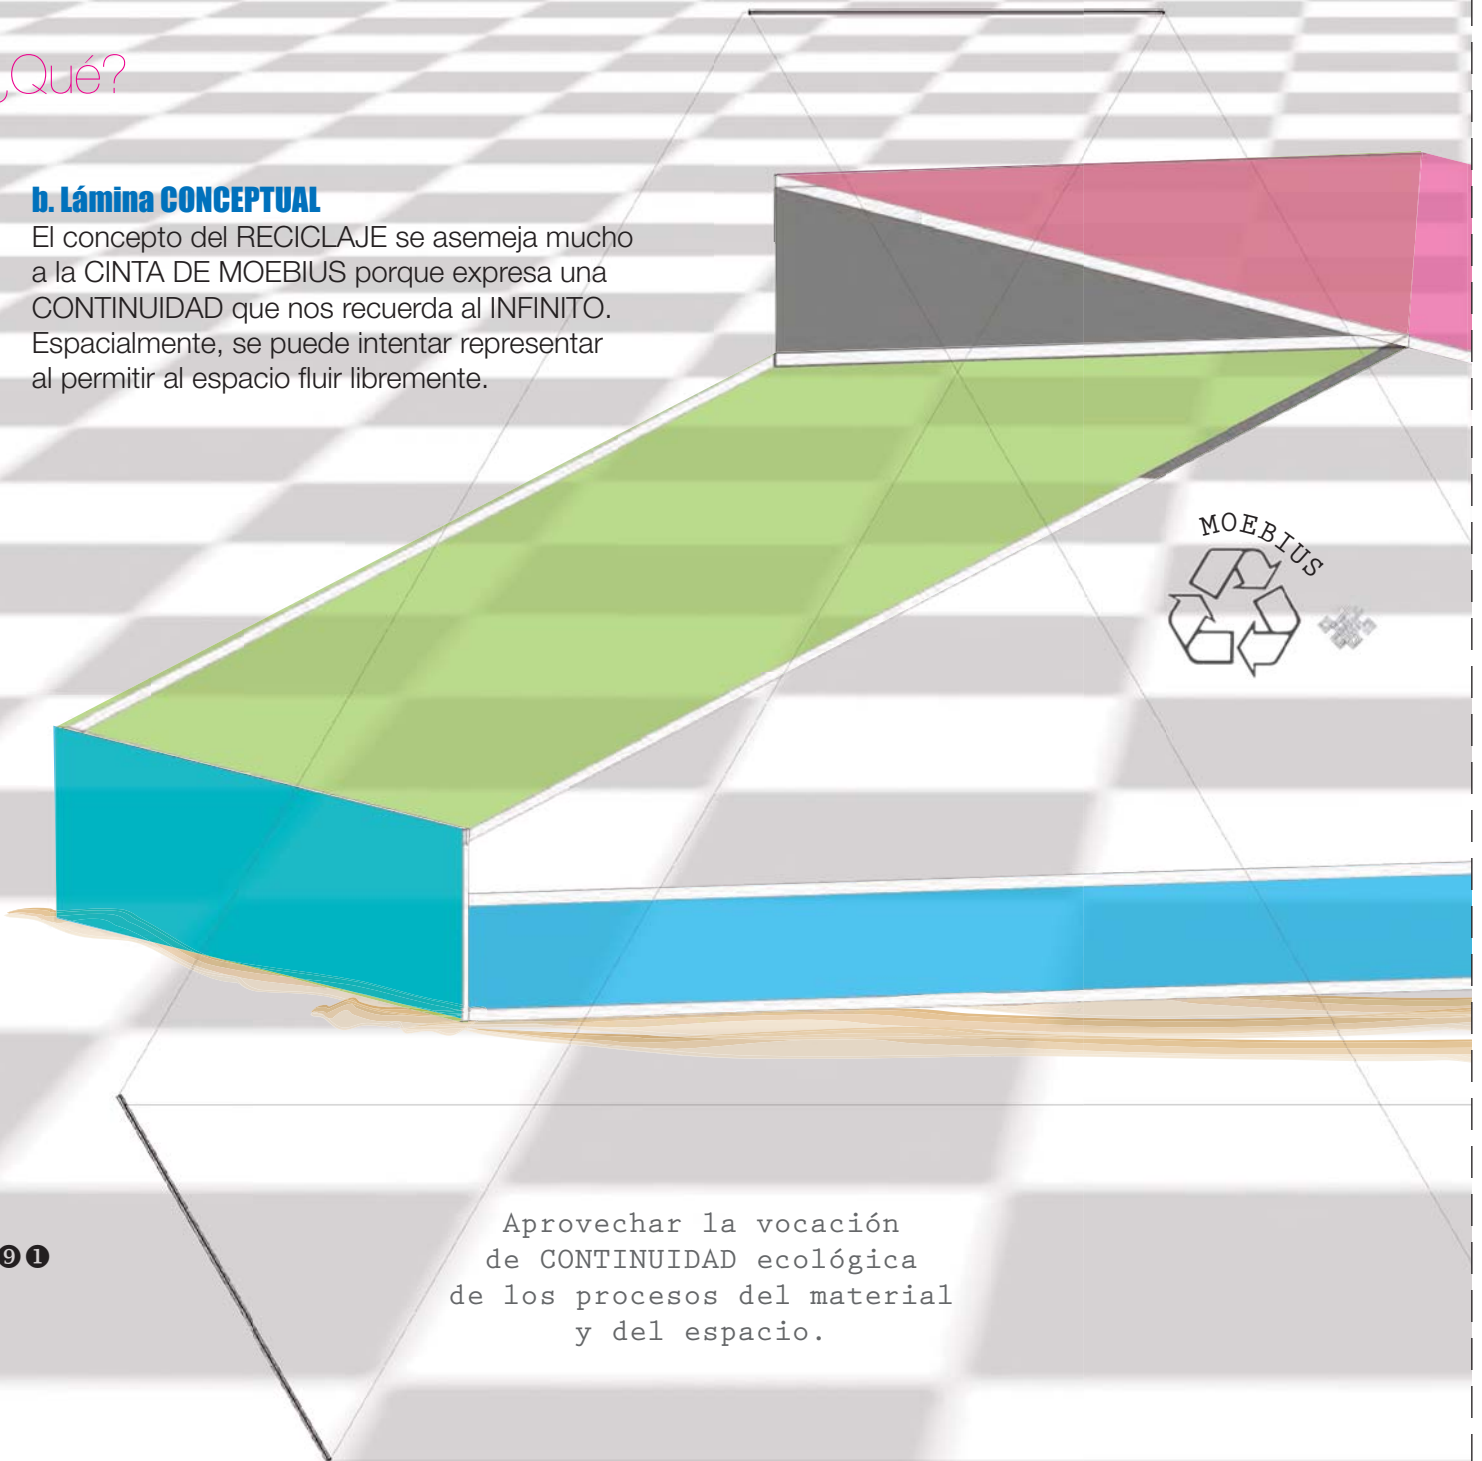 ¿Qué?
b. Lámina CONCEPTUAL
El concepto del RECICLAJE se asemeja mucho
a la CINTA DE MOEBIUS porque expresa una
CONTINUIDAD que nos recuerda al INFINITO.
Espacialmente, se puede intentar representar
al permitir al espacio fluir libremente.
MOEBIUS
Aprovechar la vocación
de CONTINUIDAD ecológica
de los procesos del material
y del espacio.
91